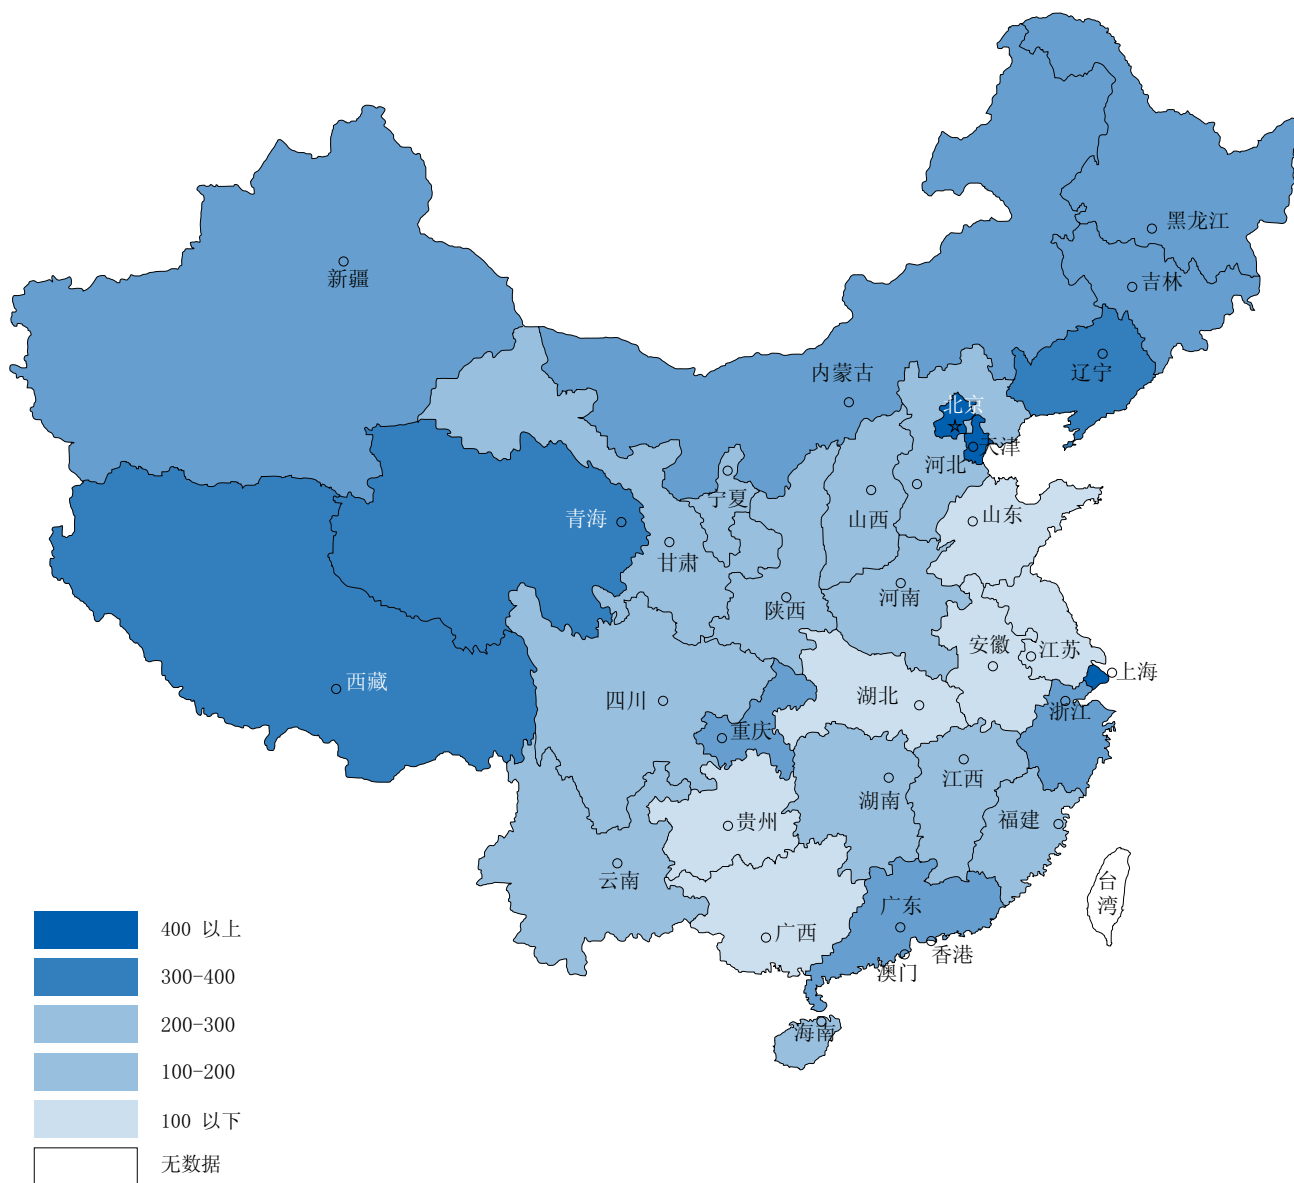 黑龙江
新疆
吉林
内蒙古
辽宁
北京
天津
河北
宁夏
山西
山东
青海
甘肃
河南
陕西
安徽
江苏
上海
西藏
四川
湖北
浙江
重庆
江西
湖南
贵州
福建
云南
台湾
广东
广西
香港
澳门
海南
400 以上
300-400
200-300
100-200
100 以下
无数据